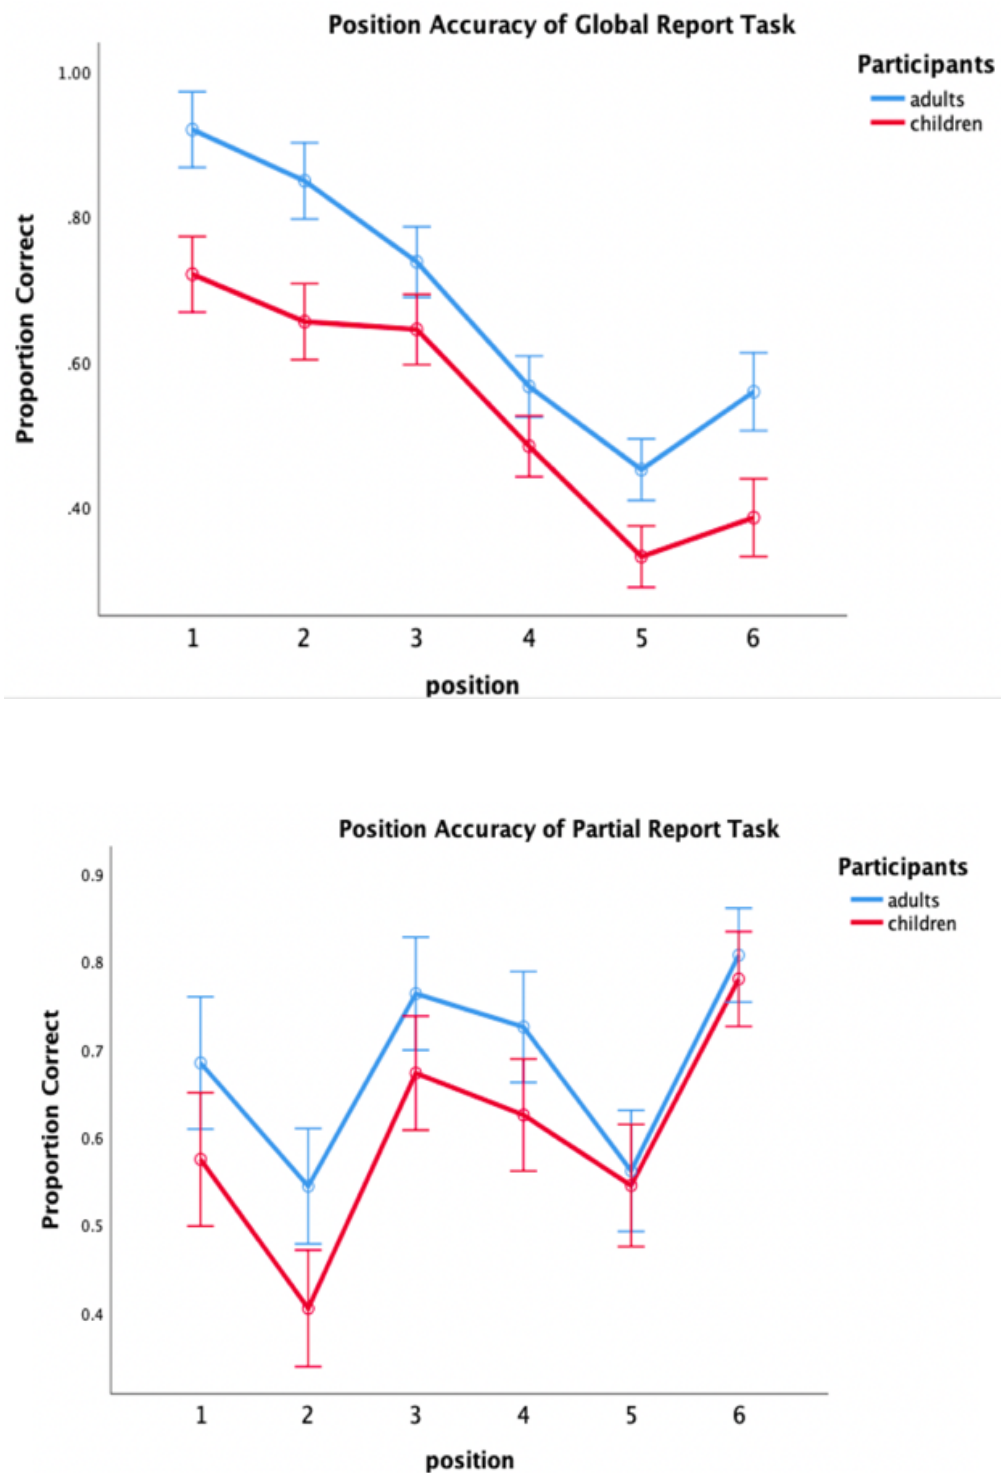 Position Accuracy of Global Report Task
Participants
adults
children
Proportion Correct
1.00
.80
.60
.40
1 2 3 4 5 6
position
Position Accuracy of Partial Report Task
Participants
adults
children
Proportion Correct
0.9
0.8
0.7
0.6
0.5
0.4
1 2 3 4 5 6
position